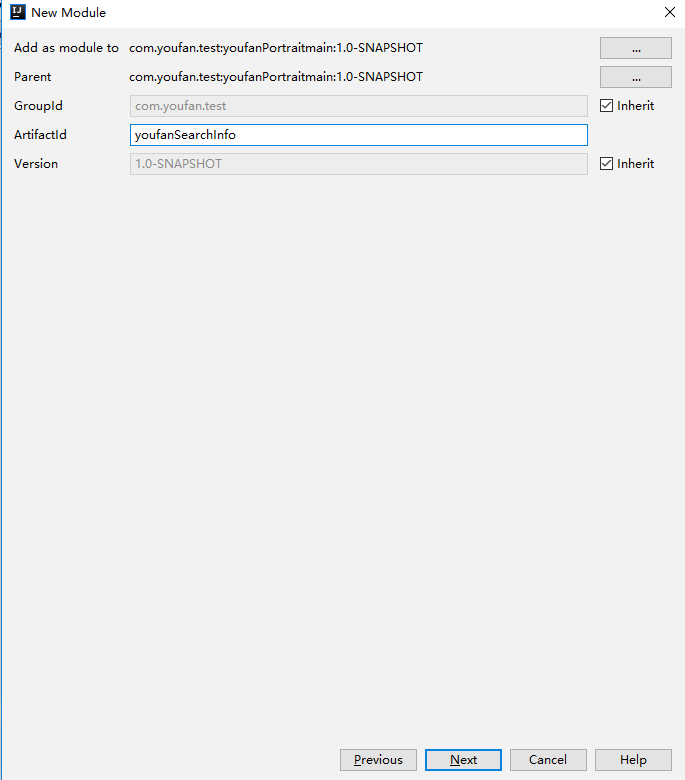 New Module
Add as module to com.youfan.test:youfanPortraitmain:1.0-SNAPSHOT ...
Parent com.youfan.test:youfanPortraitmain:1.0-SNAPSHOT ...
GroupId com.youfan.test Inherit
ArtifactId youfanSearchInfo
Version 1.0-SNAPSHOT Inherit
Previous Next Cancel Help